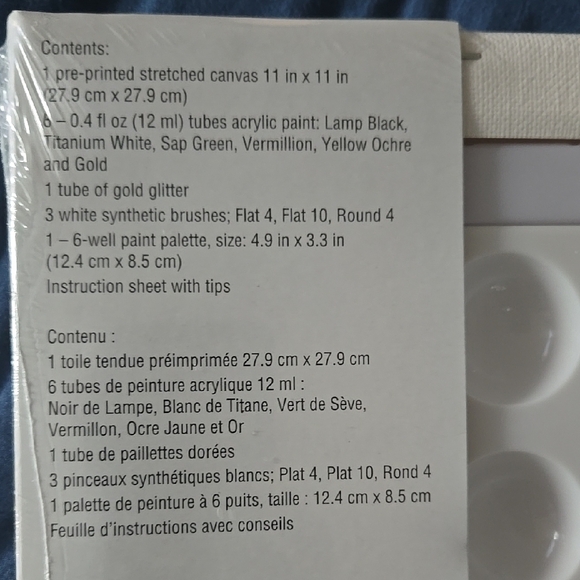 Contents:
1 pre-printed stretched canvas 11 in x 11 in
(27.9 cm x 27.9 cm)
6 – 0.4 fl oz (12 ml) tubes acrylic paint: Lamp Black,
Titanium White, Sap Green, Vermillion, Yellow Ochre
and Gold
1 tube of gold glitter
3 white synthetic brushes; Flat 4, Flat 10, Round 4
1 – 6-well paint palette, size: 4.9 in x 3.3 in
(12.4 cm x 8.5 cm)
Instruction sheet with tips
Contenu :
1 toile tendue préimprimée 27.9 cm x 27.9 cm
6 tubes de peinture acrylique 12 ml :
Noir de Lampe, Blanc de Titane, Vert de Sève,
Vermillon, Ocre Jaune et Or
1 tube de paillettes dorées
3 pinceaux synthétiques blancs; Plat 4, Plat 10, Rond 4
1 palette de peinture à 6 puits, taille : 12.4 cm x 8.5 cm
Feuille d'instructions avec conseils